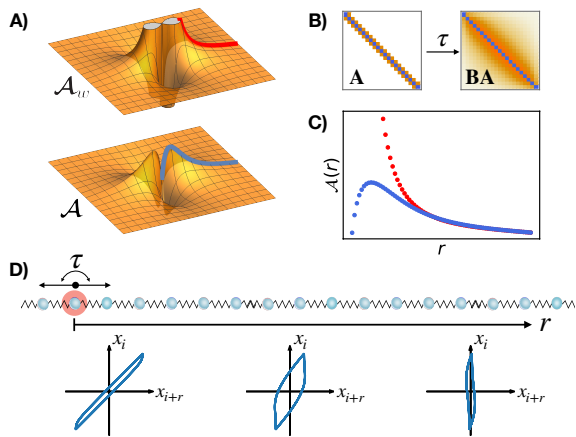 A)
𝒜_w
𝒜
B)
τ
A
BA
C)
𝒜(r)
r
D)
τ
r
x_i
x_{i+r}
x_i
x_{i+r}
x_i
x_{i+r}